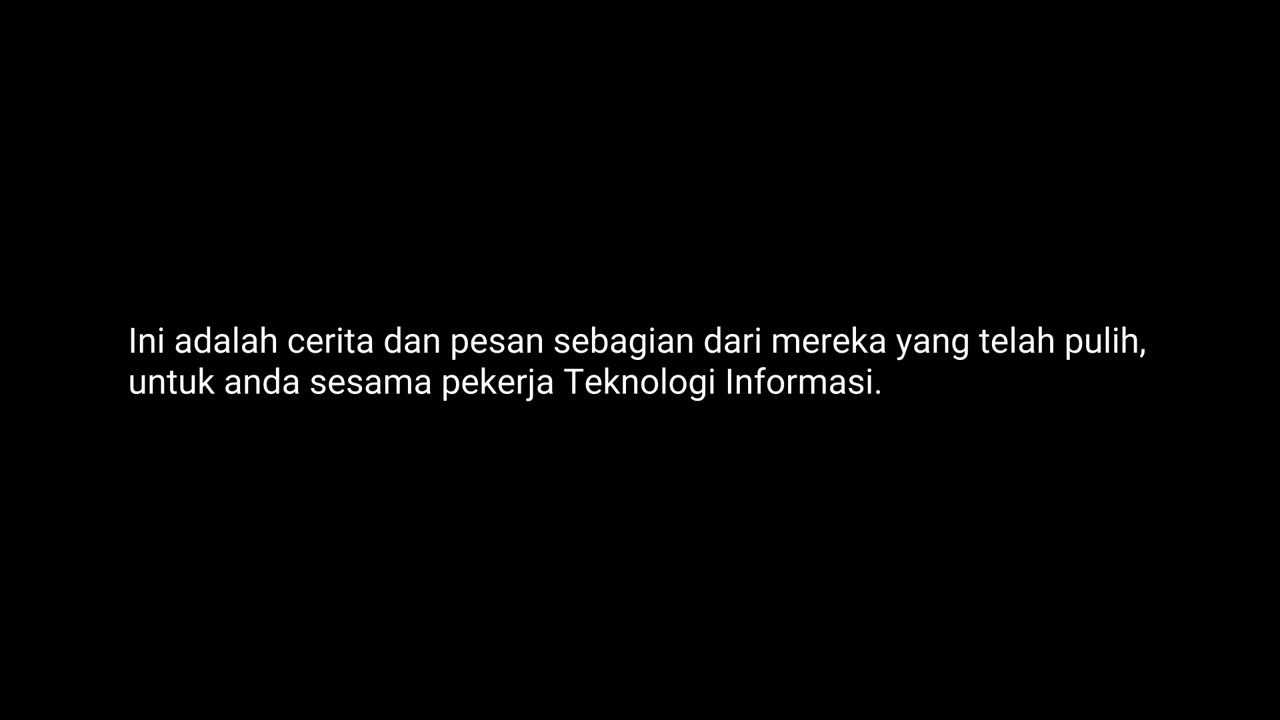 Ini adalah cerita dan pesan sebagian dari mereka yang telah pulih,
untuk anda sesama pekerja Teknologi Informasi.